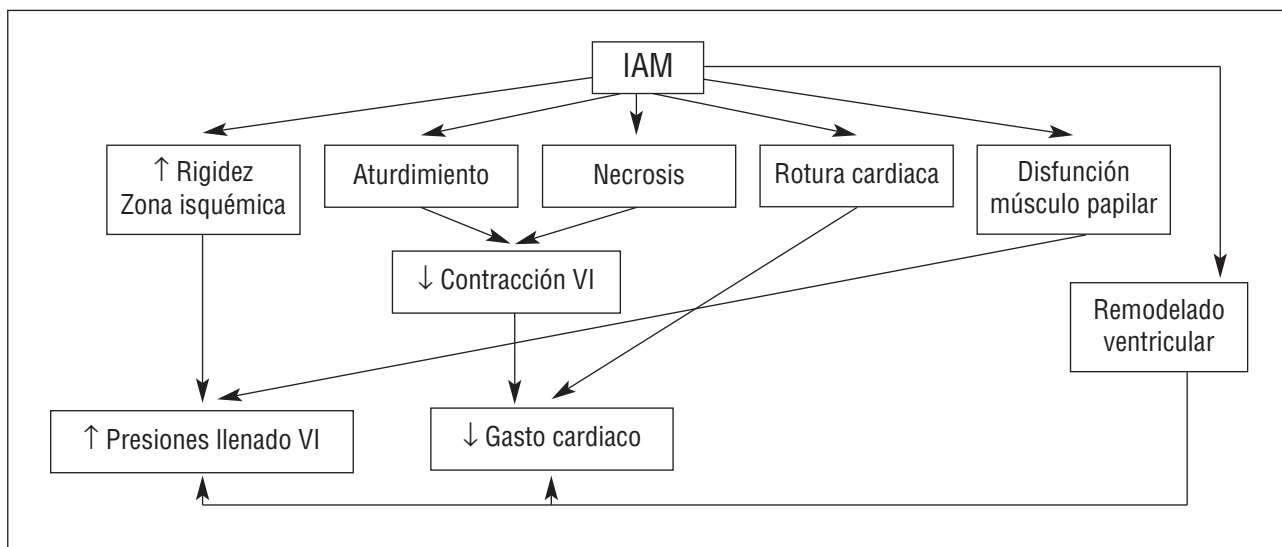 IAM
↑ Rigidez
Zona isquémica
Aturdimiento
Necrosis
Rotura cardiaca
Disfunción
músculo papilar
↓ Contracción VI
Remodelado
ventricular
↑ Presiones llenado VI
↓ Gasto cardiaco